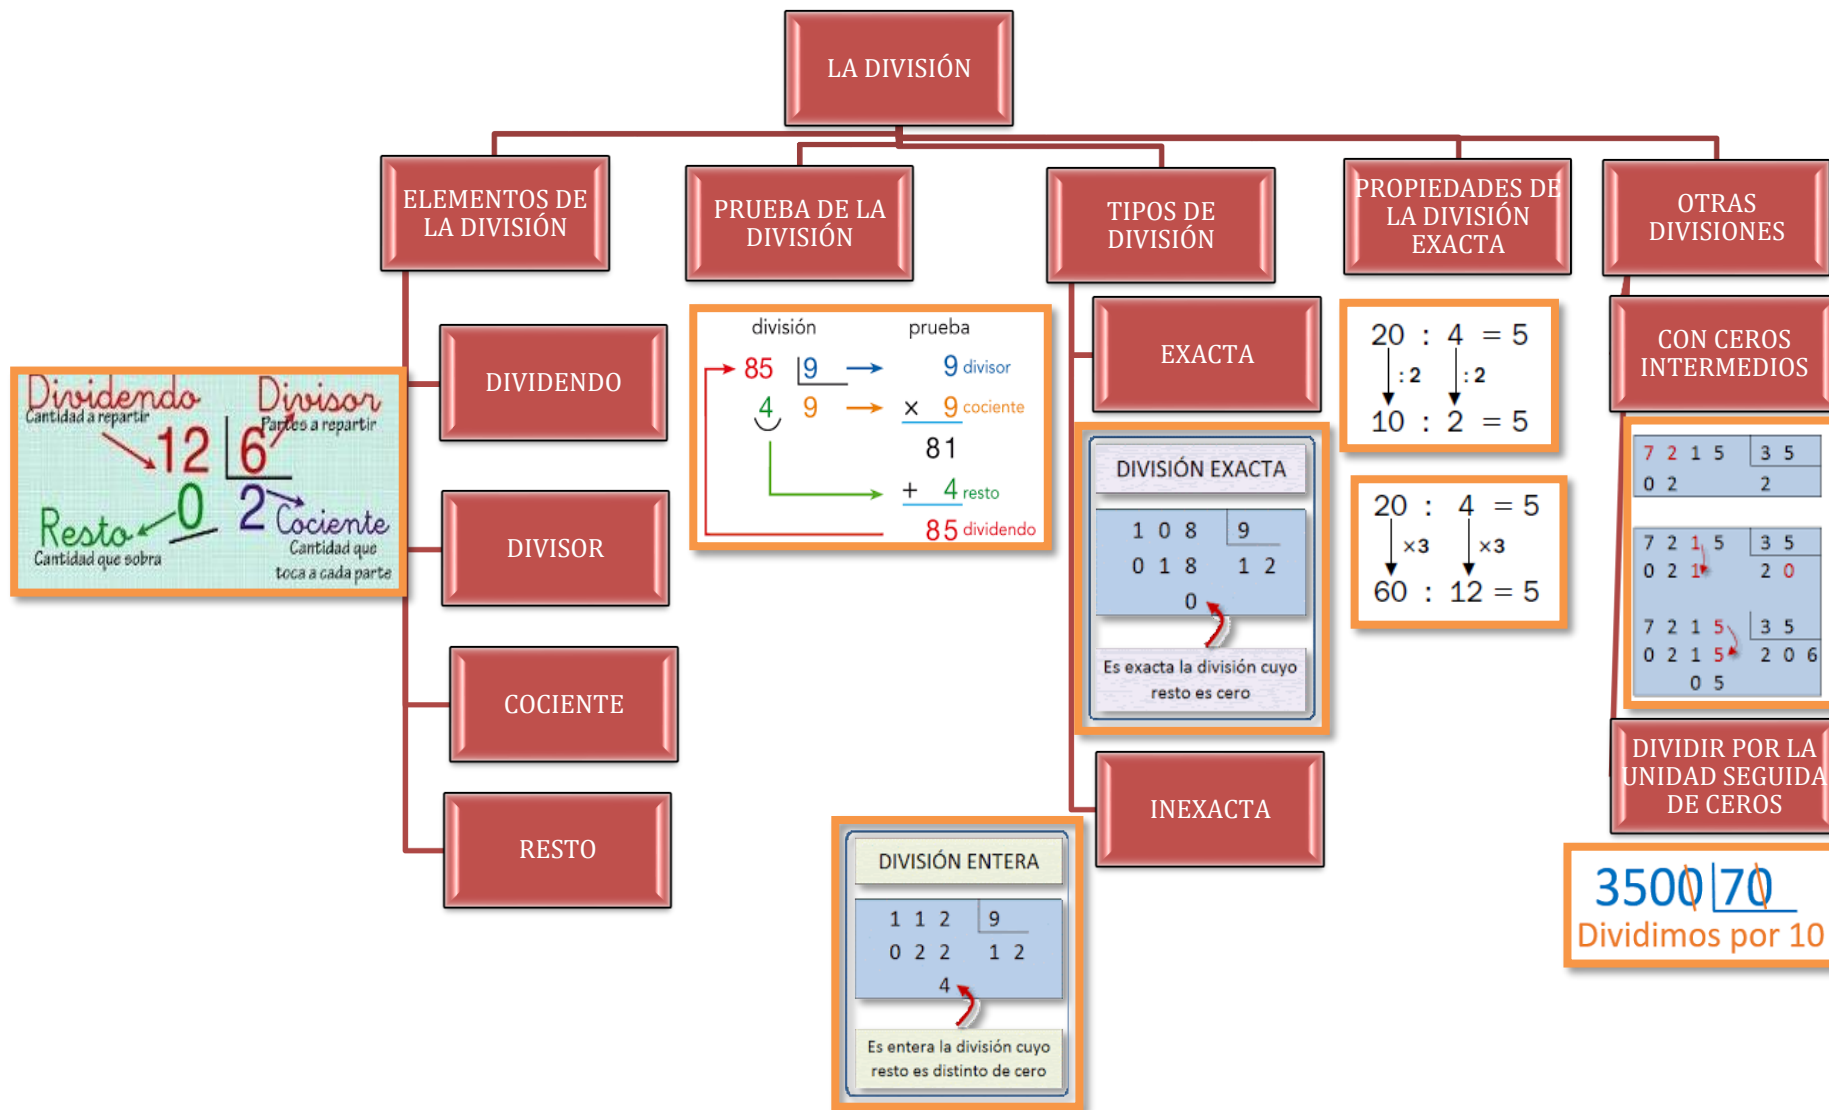 LA DIVISIÓN
ELEMENTOS DE
LA DIVISIÓN
PRUEBA DE LA
DIVISIÓN
TIPOS DE
DIVISIÓN
PROPIEDADES DE
LA DIVISIÓN
EXACTA
OTRAS
DIVISIONES
DIVIDENDO
DIVISOR
COCIENTE
RESTO
Dividendo
Cantidad a repartir
Divisor
Partes a repartir
12 6
0 2
Resto
Cantidad que sobra
Cociente
Cantidad que
toca a cada parte
división prueba
85 9 9 divisor
4 9 × 9 cociente
81
+ 4 resto
85 dividendo
EXACTA
DIVISIÓN EXACTA
1 0 8 9
0 1 8 1 2
0
Es exacta la división cuyo
resto es cero
INEXACTA
DIVISIÓN ENTERA
1 1 2 9
0 2 2 1 2
4
Es entera la división cuyo
resto es distinto de cero
20 : 4 = 5
:2 :2
10 : 2 = 5
20 : 4 = 5
×3 ×3
60 : 12 = 5
CON CEROS
INTERMEDIOS
7 2 1 5 3 5
0 2 2
7 2 1 5 3 5
0 2 1 2 0
7 2 1 5 3 5
0 2 1 5 2 0 6
0 5
DIVIDIR POR LA
UNIDAD SEGUIDA
DE CEROS
3500 70
Dividimos por 10